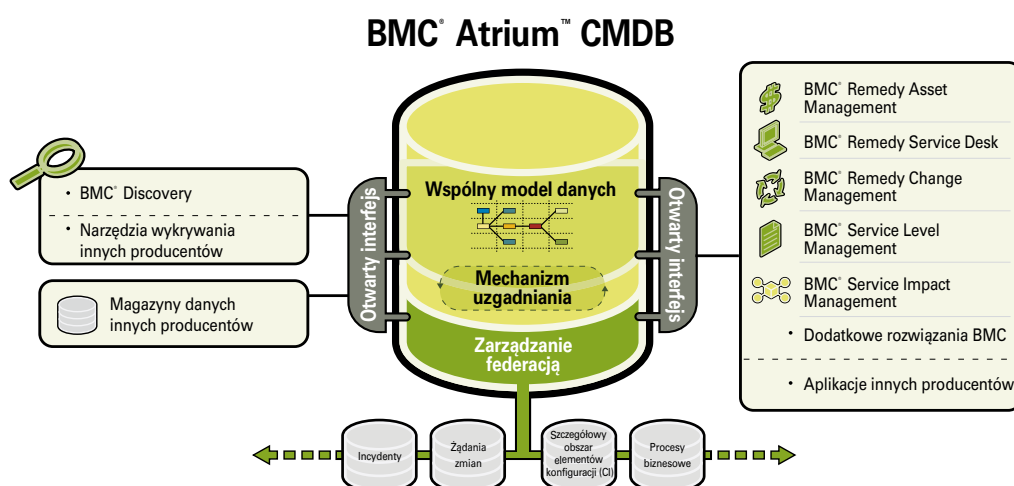 BMC® Atrium™ CMDB
• BMC® Discovery
• Narzędzia wykrywania
innych producentów
Magazyny danych
innych producentów
Otwarty interfejs
Wspólny model danych
Mechanizm
uzgadniania
Zarządzanie
federacją
Otwarty interfejs
BMC® Remedy Asset
Management
BMC® Remedy Service Desk
BMC® Remedy Change
Management
BMC® Service Level
Management
BMC® Service Impact
Management
• Dodatkowe rozwiązania BMC
• Aplikacje innych producentów
Incydenty
Żądania
zmian
Szczegółowy
obszar
elementów
konfiguracji (CI)
Procesy
biznesowe